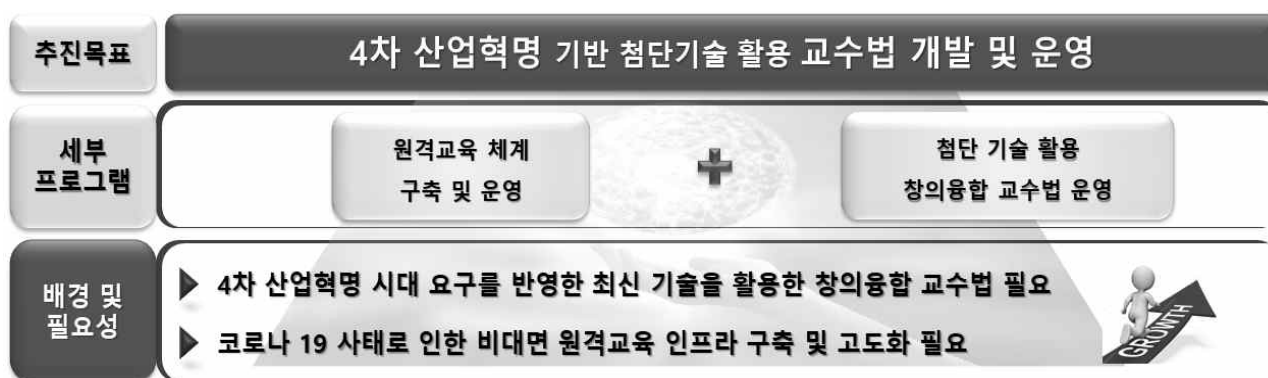 추진목표
4차 산업혁명 기반 첨단기술 활용 교수법 개발 및 운영
세부
프로그램
원격교육 체계
구축 및 운영
첨단 기술 활용
창의융합 교수법 운영
배경 및
필요성
4차 산업혁명 시대 요구를 반영한 최신 기술을 활용한 창의융합 교수법 필요
코로나 19 사태로 인한 비대면 원격교육 인프라 구축 및 고도화 필요
GROWTH